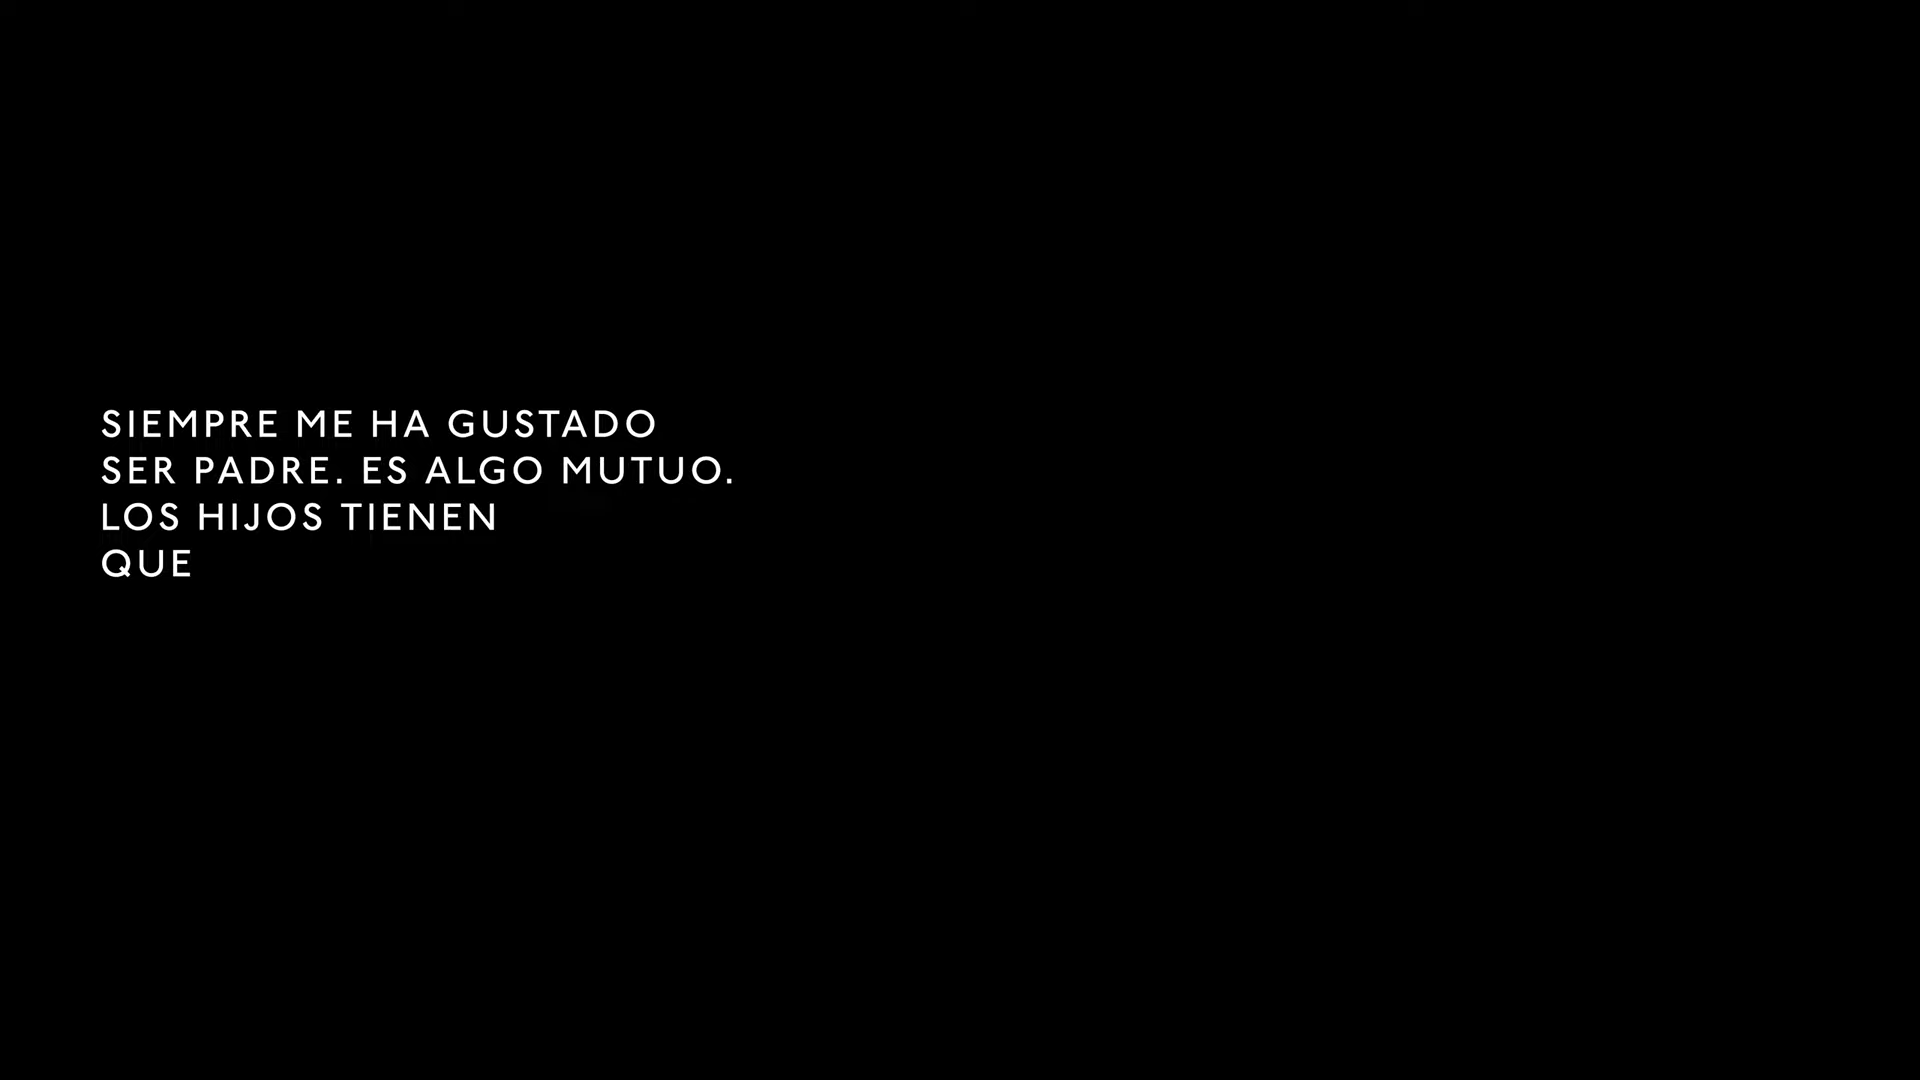 SIEMPRE ME HA GUSTADO
SER PADRE. ES ALGO MUTUO.
LOS HIJOS TIENEN
QUE